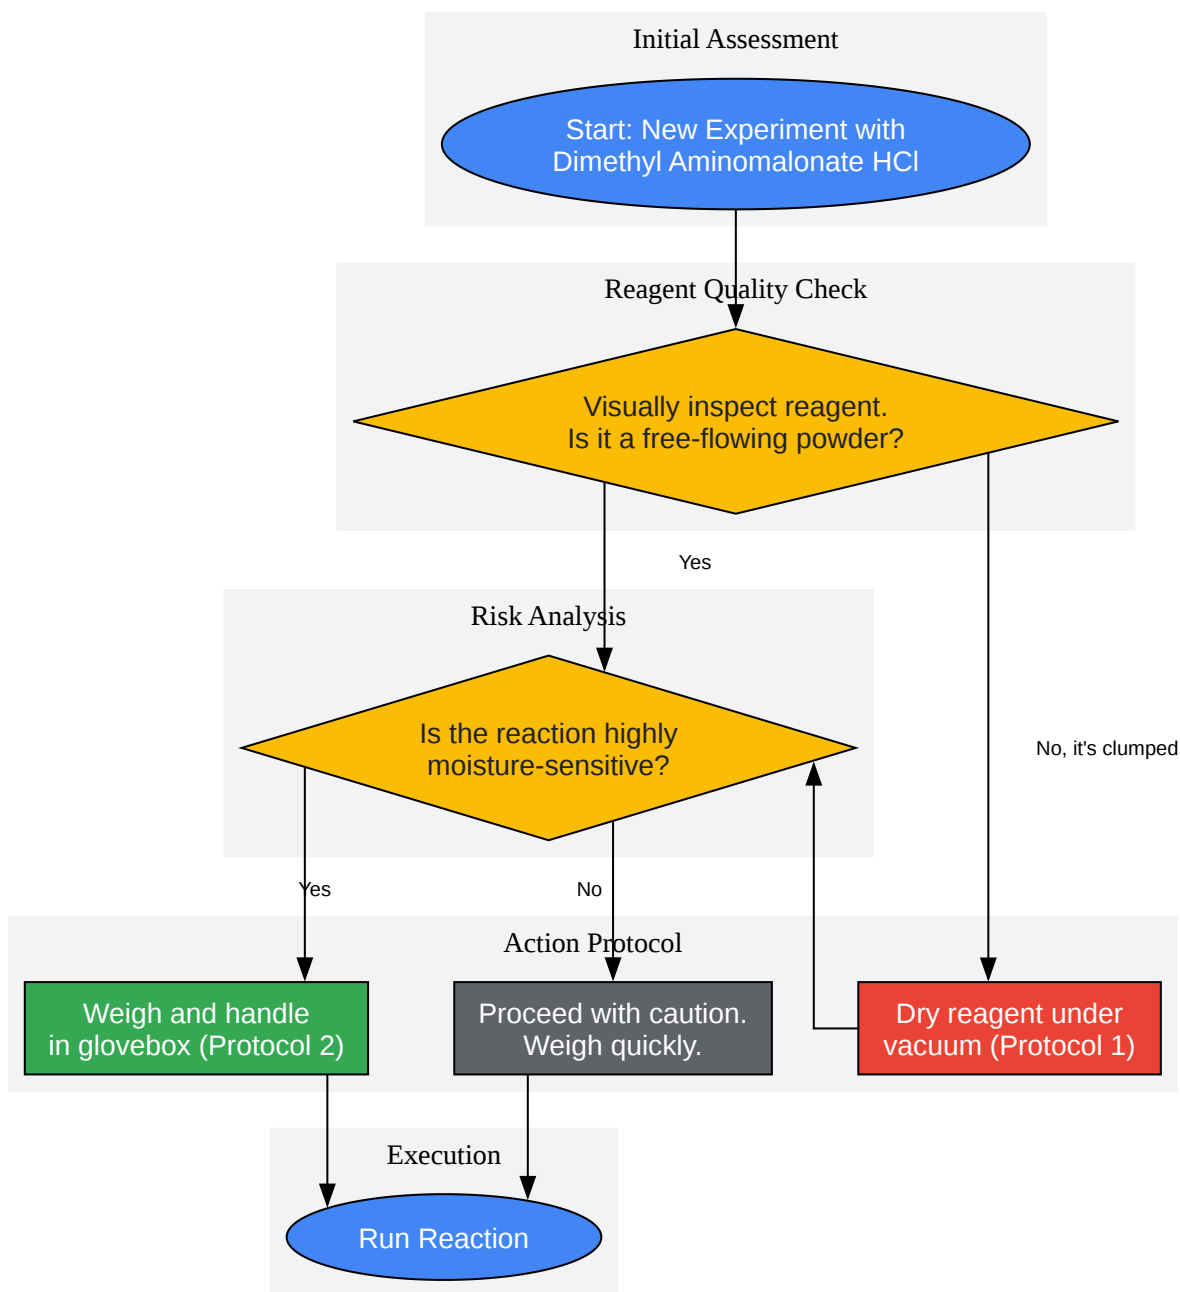 Initial Assessment
Start: New Experiment with
Dimethyl Aminomalonate HCl
Reagent Quality Check
Visually inspect reagent.
Is it a free-flowing powder?
Yes
Risk Analysis
Is the reaction highly
moisture-sensitive?
No, it's clumped
Yes
No
Action Protocol
Weigh and handle
in glovebox (Protocol 2)
Proceed with caution.
Weigh quickly.
Dry reagent under
vacuum (Protocol 1)
Execution
Run Reaction